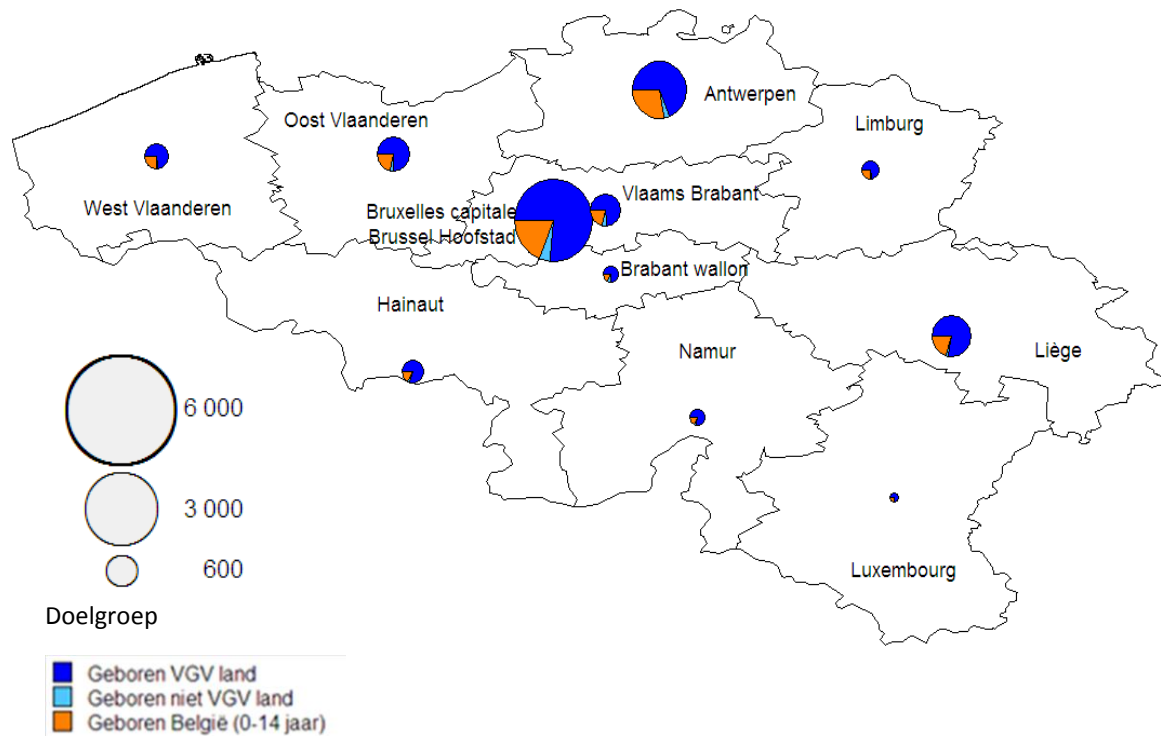 Antwerpen
Oost Vlaanderen
Limburg
West Vlaanderen
Vlaams Brabant
Bruxelles capitale
Brussel Hoofstad
Brabant wallon
Hainaut
Namur
Liège
6 000
3 000
600
Luxembourg
Doelgroep
Geboren VGV land
Geboren niet VGV land
Geboren België (0-14 jaar)